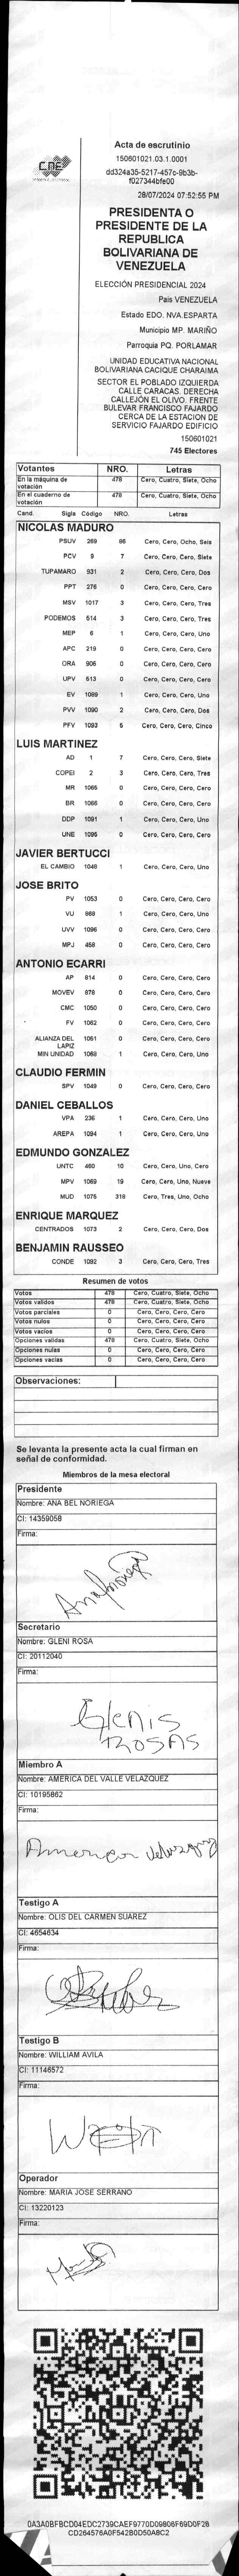 CNE
Acta de escrutinio
150601021.03.1.0001
dd324a35-5217-457c-9b3b-
f027344bfe00
28/07/2024 07:52:55 PM
PRESIDENTA O
PRESIDENTE DE LA
REPUBLICA
BOLIVARIANA DE
VENEZUELA
ELECCIÓN PRESIDENCIAL 2024
País VENEZUELA
Estado EDO. NVA.ESPARTA
Municipio MP. MARIÑO
Parroquia PQ. PORLAMAR
UNIDAD EDUCATIVA NACIONAL
BOLIVARIANA CACIQUE CHARAIMA
SECTOR EL POBLADO IZQUIERDA
CALLE CARACAS. DERECHA
CALLEJÓN EL OLIVO. FRENTE
BULEVAR FRANCISCO FAJARDO
CERCA DE LA ESTACION DE
SERVICIO FAJARDO EDIFICIO
150601021
745 Electores
Votantes NRO. Letras
En la máquina de votación 478 Cero, Cuatro, Siete, Ocho
En el cuaderno de votación 478 Cero, Cuatro, Siete, Ocho
Cand. Sigla Código NRO. Letras
NICOLAS MADURO
PSUV 269 86 Cero, Cero, Ocho, Seis
PCV 9 7 Cero, Cero, Cero, Siete
TUPAMARO 931 2 Cero, Cero, Cero, Dos
PPT 276 0 Cero, Cero, Cero, Cero
MSV 1017 3 Cero, Cero, Cero, Tres
PODEMOS 514 3 Cero, Cero, Cero, Tres
MEP 6 1 Cero, Cero, Cero, Uno
APC 219 0 Cero, Cero, Cero, Cero
ORA 906 0 Cero, Cero, Cero, Cero
UPV 513 0 Cero, Cero, Cero, Cero
EV 1089 1 Cero, Cero, Cero, Uno
PVV 1090 2 Cero, Cero, Cero, Dos
PFV 1093 5 Cero, Cero, Cero, Cinco
LUIS MARTINEZ
AD 1 7 Cero, Cero, Cero, Siete
COPEI 2 3 Cero, Cero, Cero, Tres
MR 1065 0 Cero, Cero, Cero, Cero
BR 1066 0 Cero, Cero, Cero, Cero
DDP 1091 1 Cero, Cero, Cero, Uno
UNE 1095 0 Cero, Cero, Cero, Cero
JAVIER BERTUCCI
EL CAMBIO 1046 1 Cero, Cero, Cero, Uno
JOSE BRITO
PV 1053 0 Cero, Cero, Cero, Cero
VU 968 1 Cero, Cero, Cero, Uno
UVV 1096 0 Cero, Cero, Cero, Cero
MPJ 458 0 Cero, Cero, Cero, Cero
ANTONIO ECARRI
AP 814 0 Cero, Cero, Cero, Cero
MOVEV 878 0 Cero, Cero, Cero, Cero
CMC 1050 0 Cero, Cero, Cero, Cero
FV 1062 0 Cero, Cero, Cero, Cero
ALIANZA DEL LAPIZ 1061 0 Cero, Cero, Cero, Cero
MIN UNIDAD 1068 1 Cero, Cero, Cero, Uno
CLAUDIO FERMIN
SPV 1049 0 Cero, Cero, Cero, Cero
DANIEL CEBALLOS
VPA 236 1 Cero, Cero, Cero, Uno
AREPA 1094 1 Cero, Cero, Cero, Uno
EDMUNDO GONZALEZ
UNTC 460 10 Cero, Cero, Uno, Cero
MPV 1069 19 Cero, Cero, Uno, Nueve
MUD 1075 318 Cero, Tres, Uno, Ocho
ENRIQUE MARQUEZ
CENTRADOS 1073 2 Cero, Cero, Cero, Dos
BENJAMIN RAUSSEO
CONDE 1092 3 Cero, Cero, Cero, Tres
Resumen de votos
Votos 478 Cero, Cuatro, Siete, Ocho
Votos validos 478 Cero, Cuatro, Siete, Ocho
Votos parciales 0 Cero, Cero, Cero, Cero
Votos nulos 0 Cero, Cero, Cero, Cero
Votos vacíos 0 Cero, Cero, Cero, Cero
Opciones validas 478 Cero, Cuatro, Siete, Ocho
Opciones nulas 0 Cero, Cero, Cero, Cero
Opciones vacías 0 Cero, Cero, Cero, Cero
Observaciones:
Se levanta la presente acta la cual firman en
señal de conformidad.
Miembros de la mesa electoral
Presidente
Nombre: ANA BEL NORIEGA
CI: 14359058
Firma:
Secretario
Nombre: GLENI ROSA
CI: 20112040
Firma:
Glenis
ROSAS
Miembro A
Nombre: AMERICA DEL VALLE VELAZQUEZ
CI: 10195862
Firma:
Testigo A
Nombre: OLIS DEL CARMEN SUAREZ
CI: 4654634
Firma:
Testigo B
Nombre: WILLIAM AVILA
CI: 11146572
Firma:
Operador
Nombre: MARIA JOSE SERRANO
CI: 13220123
Firma:
0A3A0BFBCD04EDC2739CAEF9770D09806F69D0F28
CD264576A0F542B0D50A8C2